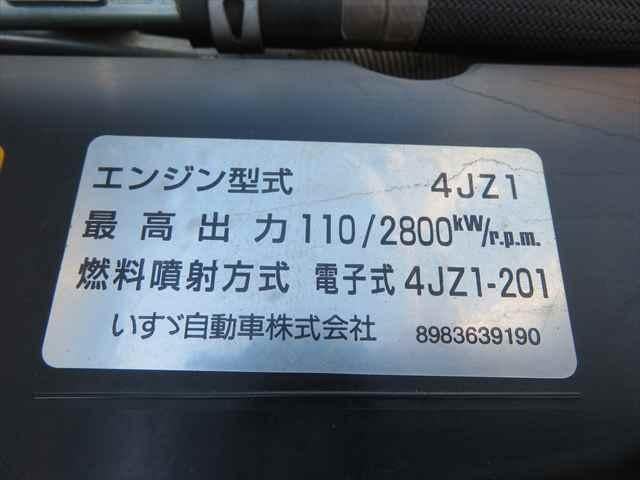 エンジン型式 4JZ1
最高出力 110/2800kW/r.p.m.
燃料噴射方式 電子式 4JZ1-201
いすゞ自動車株式会社 8983639190